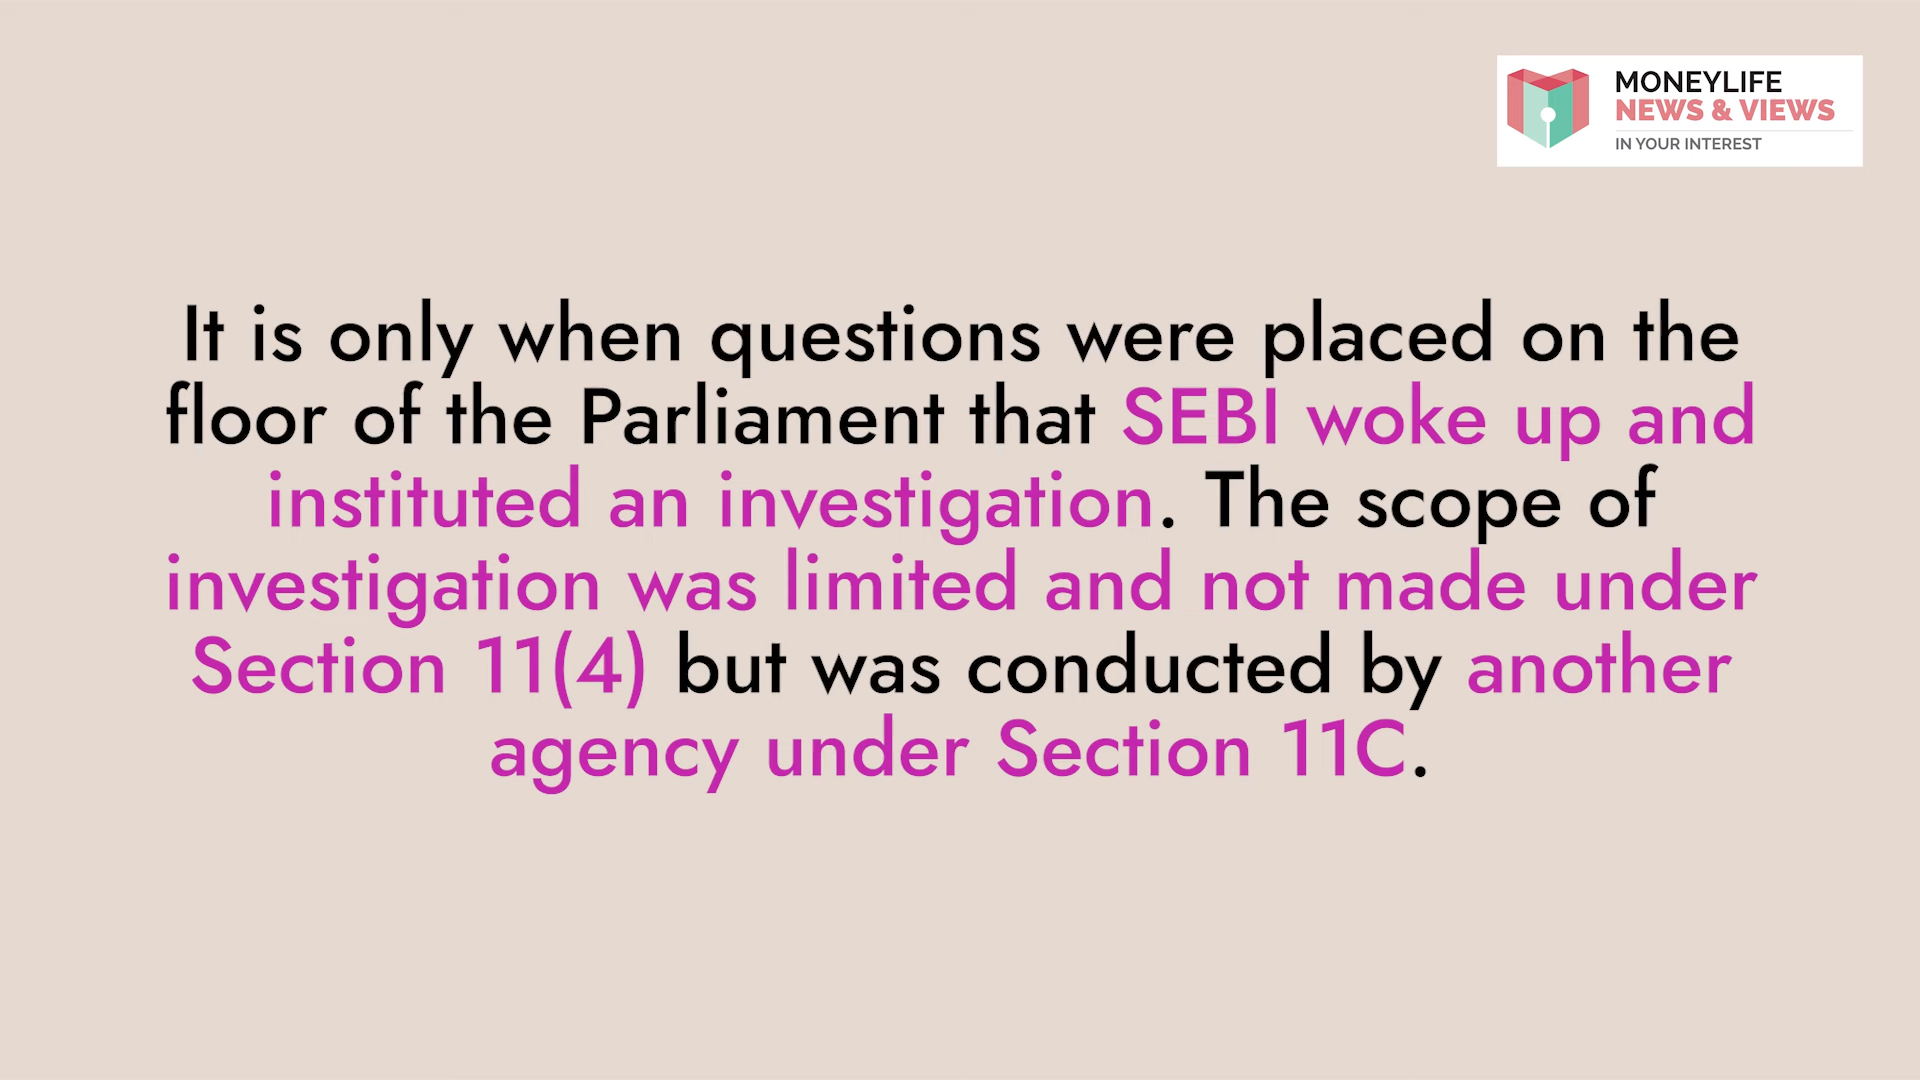 MONEYLIFE
NEWS & VIEWS
IN YOUR INTEREST
It is only when questions were placed on the
floor of the Parliament that SEBI woke up and
instituted an investigation. The scope of
investigation was limited and not made under
Section 11(4) but was conducted by another
agency under Section 11C.